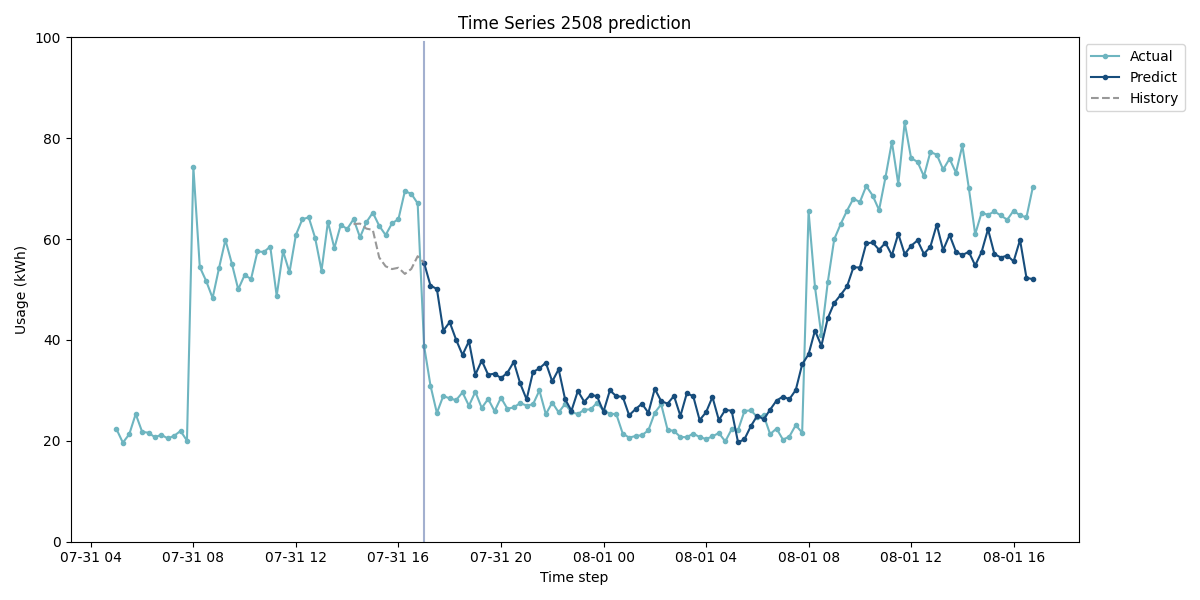 Time Series 2508 prediction
100
80
60
40
20
0
Usage (kWh)
07-31 04
07-31 08
07-31 12
07-31 16
07-31 20
08-01 00
08-01 04
08-01 08
08-01 12
08-01 16
Time step
Actual
Predict
History